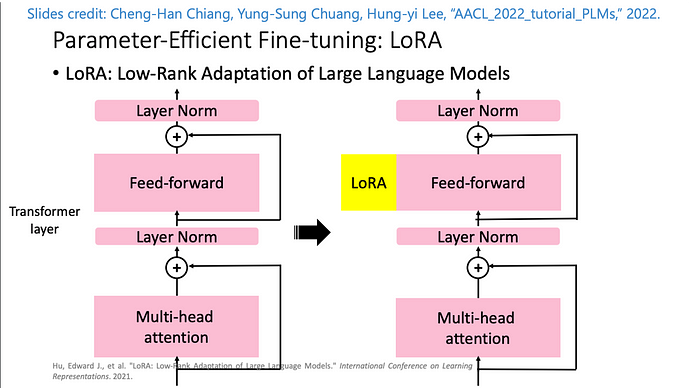 Slides credit: Cheng-Han Chiang, Yung-Sung Chuang, Hung-yi Lee, “AACL_2022_tutorial_PLMs,” 2022.
Parameter-Efficient Fine-tuning: LoRA
• LoRA: Low-Rank Adaptation of Large Language Models
Layer Norm
+
Feed-forward
Transformer
layer
Layer Norm
+
Multi-head
attention
Layer Norm
+
LoRA
Feed-forward
Layer Norm
+
Multi-head
attention
Hu, Edward J., et al. "LoRA: Low-Rank Adaptation of Large Language Models." International Conference on Learning
Representations. 2021.